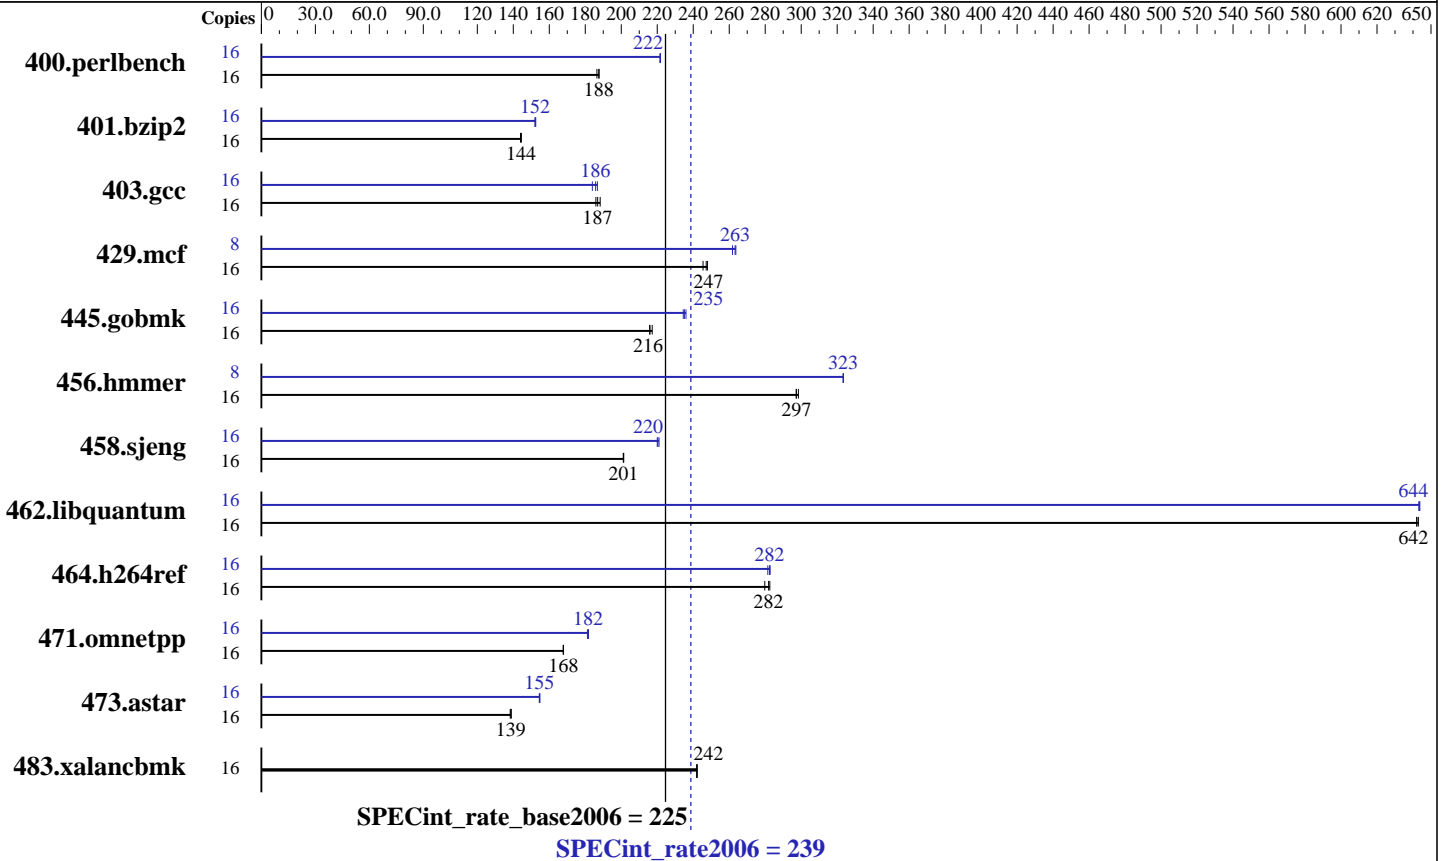 Copies 0 30.0 60.0 90.0 120 140 160 180 200 220 240 260 280 300 320 340 360 380 400 420 440 460 480 500 520 540 560 580 600 620 650
400.perlbench 16 222
16 188
401.bzip2 16 152
16 144
403.gcc 16 186
16 187
429.mcf 8 263
16 247
445.gobmk 16 235
16 216
456.hmmer 8 323
16 297
458.sjeng 16 220
16 201
462.libquantum 16 644
16 642
464.h264ref 16 282
16 282
471.omnetpp 16 182
16 168
473.astar 16 155
16 139
483.xalancbmk 16 242
SPECint_rate_base2006 = 225
SPECint_rate2006 = 239